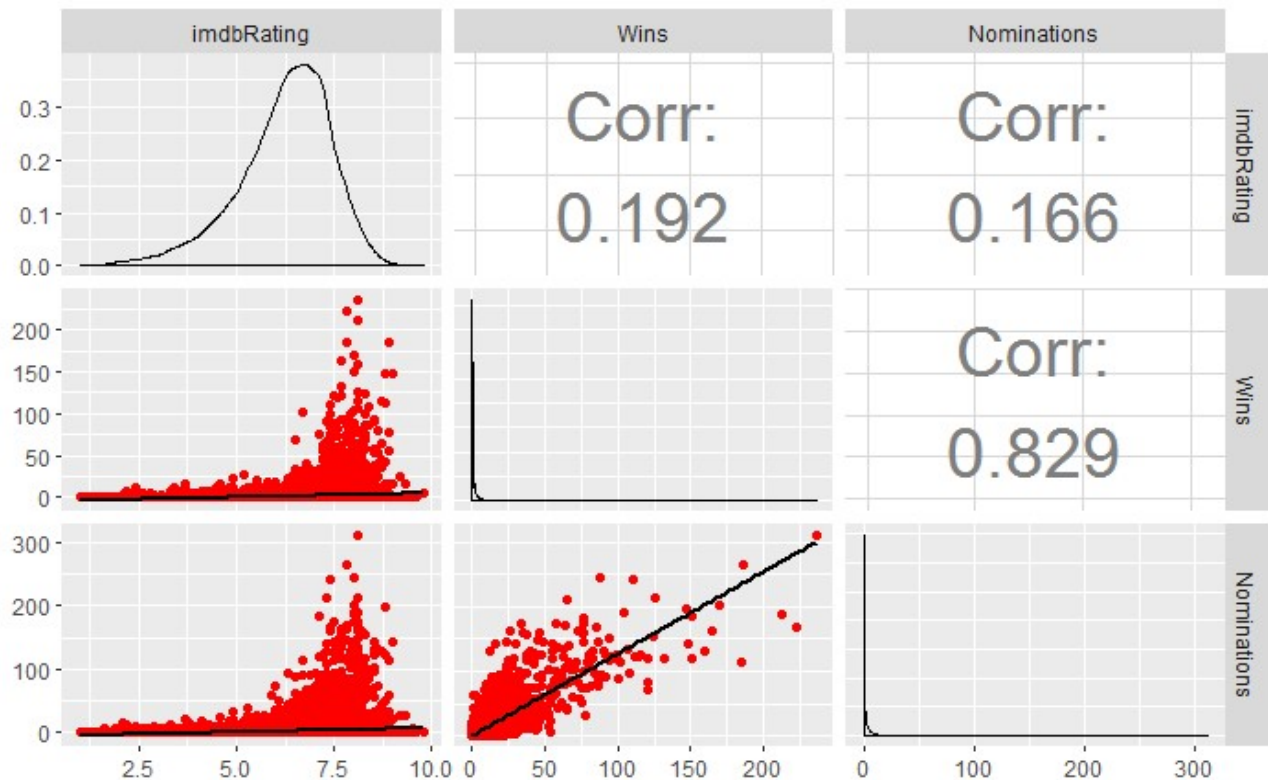 imdbRating Wins Nominations
0.3
0.2
0.1
0.0
Corr:
0.192
Corr:
0.166
imdbRating
200
150
100
50
0
Corr:
0.829
Wins
300
200
100
0
Nominations
2.5 5.0 7.5 10.0 0 50 100 150 200 0 100 200 300